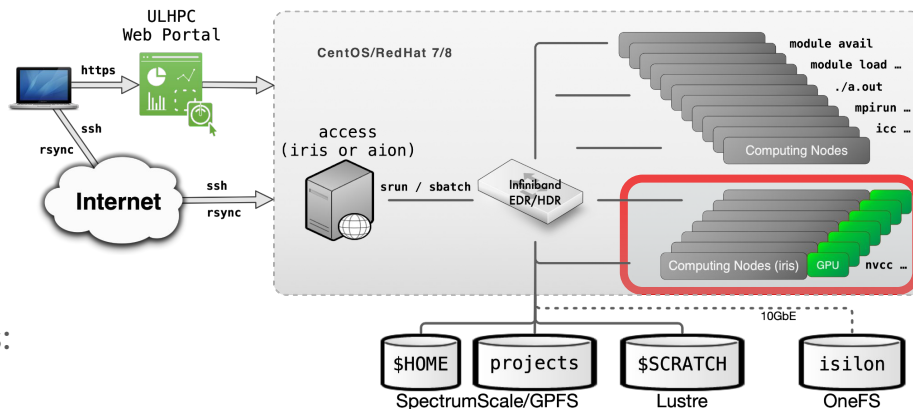 ULHPC
Web Portal
https
ssh
rsync
Internet
ssh
rsync
CentOS/RedHat 7/8
access
(iris or aion)
srun / sbatch
Infiniband
EDR/HDR
module avail
module load …
./a.out
mpirun …
icc …
Computing Nodes
Computing Nodes (iris)
GPU
nvcc …
10GbE
:
$HOME
projects
$SCRATCH
isilon
SpectrumScale/GPFS
Lustre
OneFS